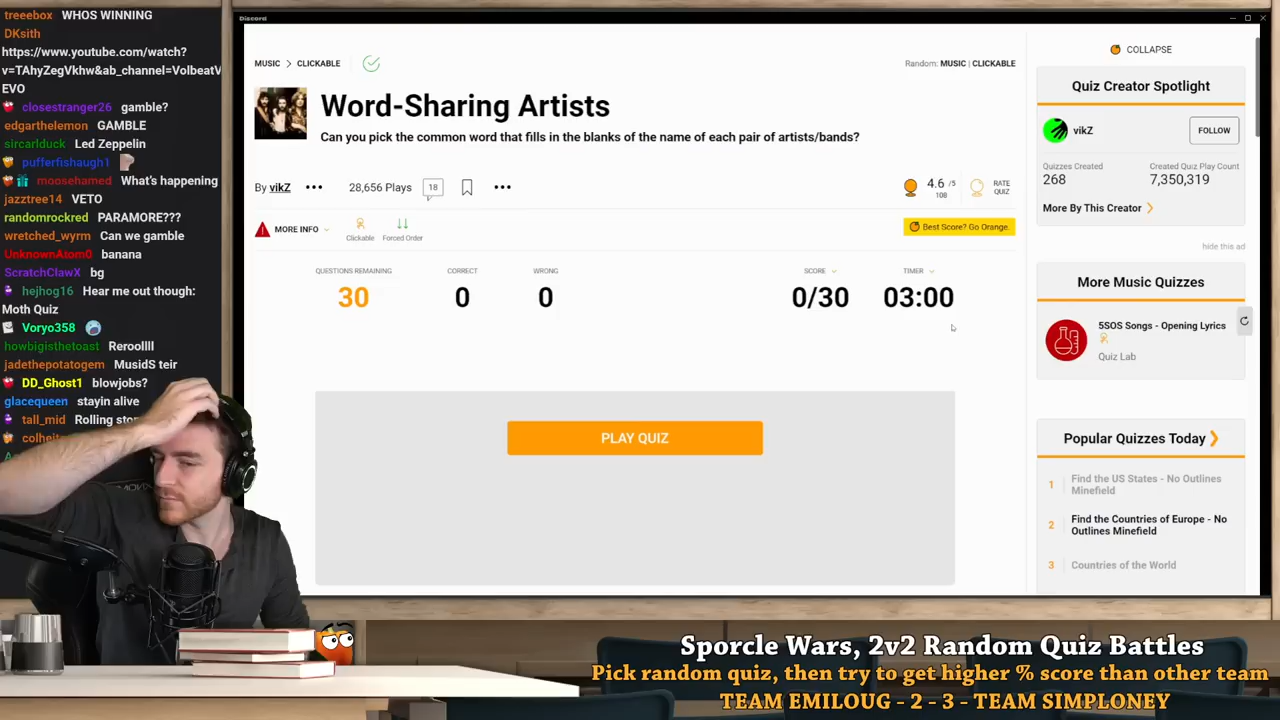 treeebox WHOS WINNING
DKsith
https://www.youtube.com/watch?
v=TAhyZegVkhw&ab_channel=VolbeatV
EVO
closestranger26 gamble?
edgarthelemon GAMBLE
sircarlduck Led Zeppelin
pufferfishaugh1
moosehamed What's happening
jazztree14 VETO
randomrockred PARAMORE???
wretched_wyrm Can we gamble
UnknownAtom0 banana
ScratchClawX bg
hejhog16 Hear me out though:
Moth Quiz
Voryo358
howbigisthetoast Rerollll
jadethepotatogem MusidS teir
DD_Ghost1 blowjobs?
glacequeen stayin alive
tall_mid Rolling
Discord
MUSIC > CLICKABLE
Random: MUSIC | CLICKABLE
Word-Sharing Artists
Can you pick the common word that fills in the blanks of the name of each pair of artists/bands?
By vikZ ••• 28,656 Plays 18 •••
4.6 /5
108
RATE
QUIZ
MORE INFO
Clickable
Forced Order
Best Score? Go Orange.
QUESTIONS REMAINING CORRECT WRONG SCORE TIMER
30 0 0 0/30 03:00
PLAY QUIZ
COLLAPSE
Quiz Creator Spotlight
vikZ FOLLOW
Quizzes Created Created Quiz Play Count
268 7,350,319
More By This Creator
hide this ad
More Music Quizzes
5SOS Songs - Opening Lyrics
Quiz Lab
Popular Quizzes Today
1 Find the US States - No Outlines
Minefield
2 Find the Countries of Europe - No
Outlines Minefield
3 Countries of the World
Sporcle Wars, 2v2 Random Quiz Battles
Pick random quiz, then try to get higher % score than other team
TEAM EMILOUG - 2 - 3 - TEAM SIMPLONEY